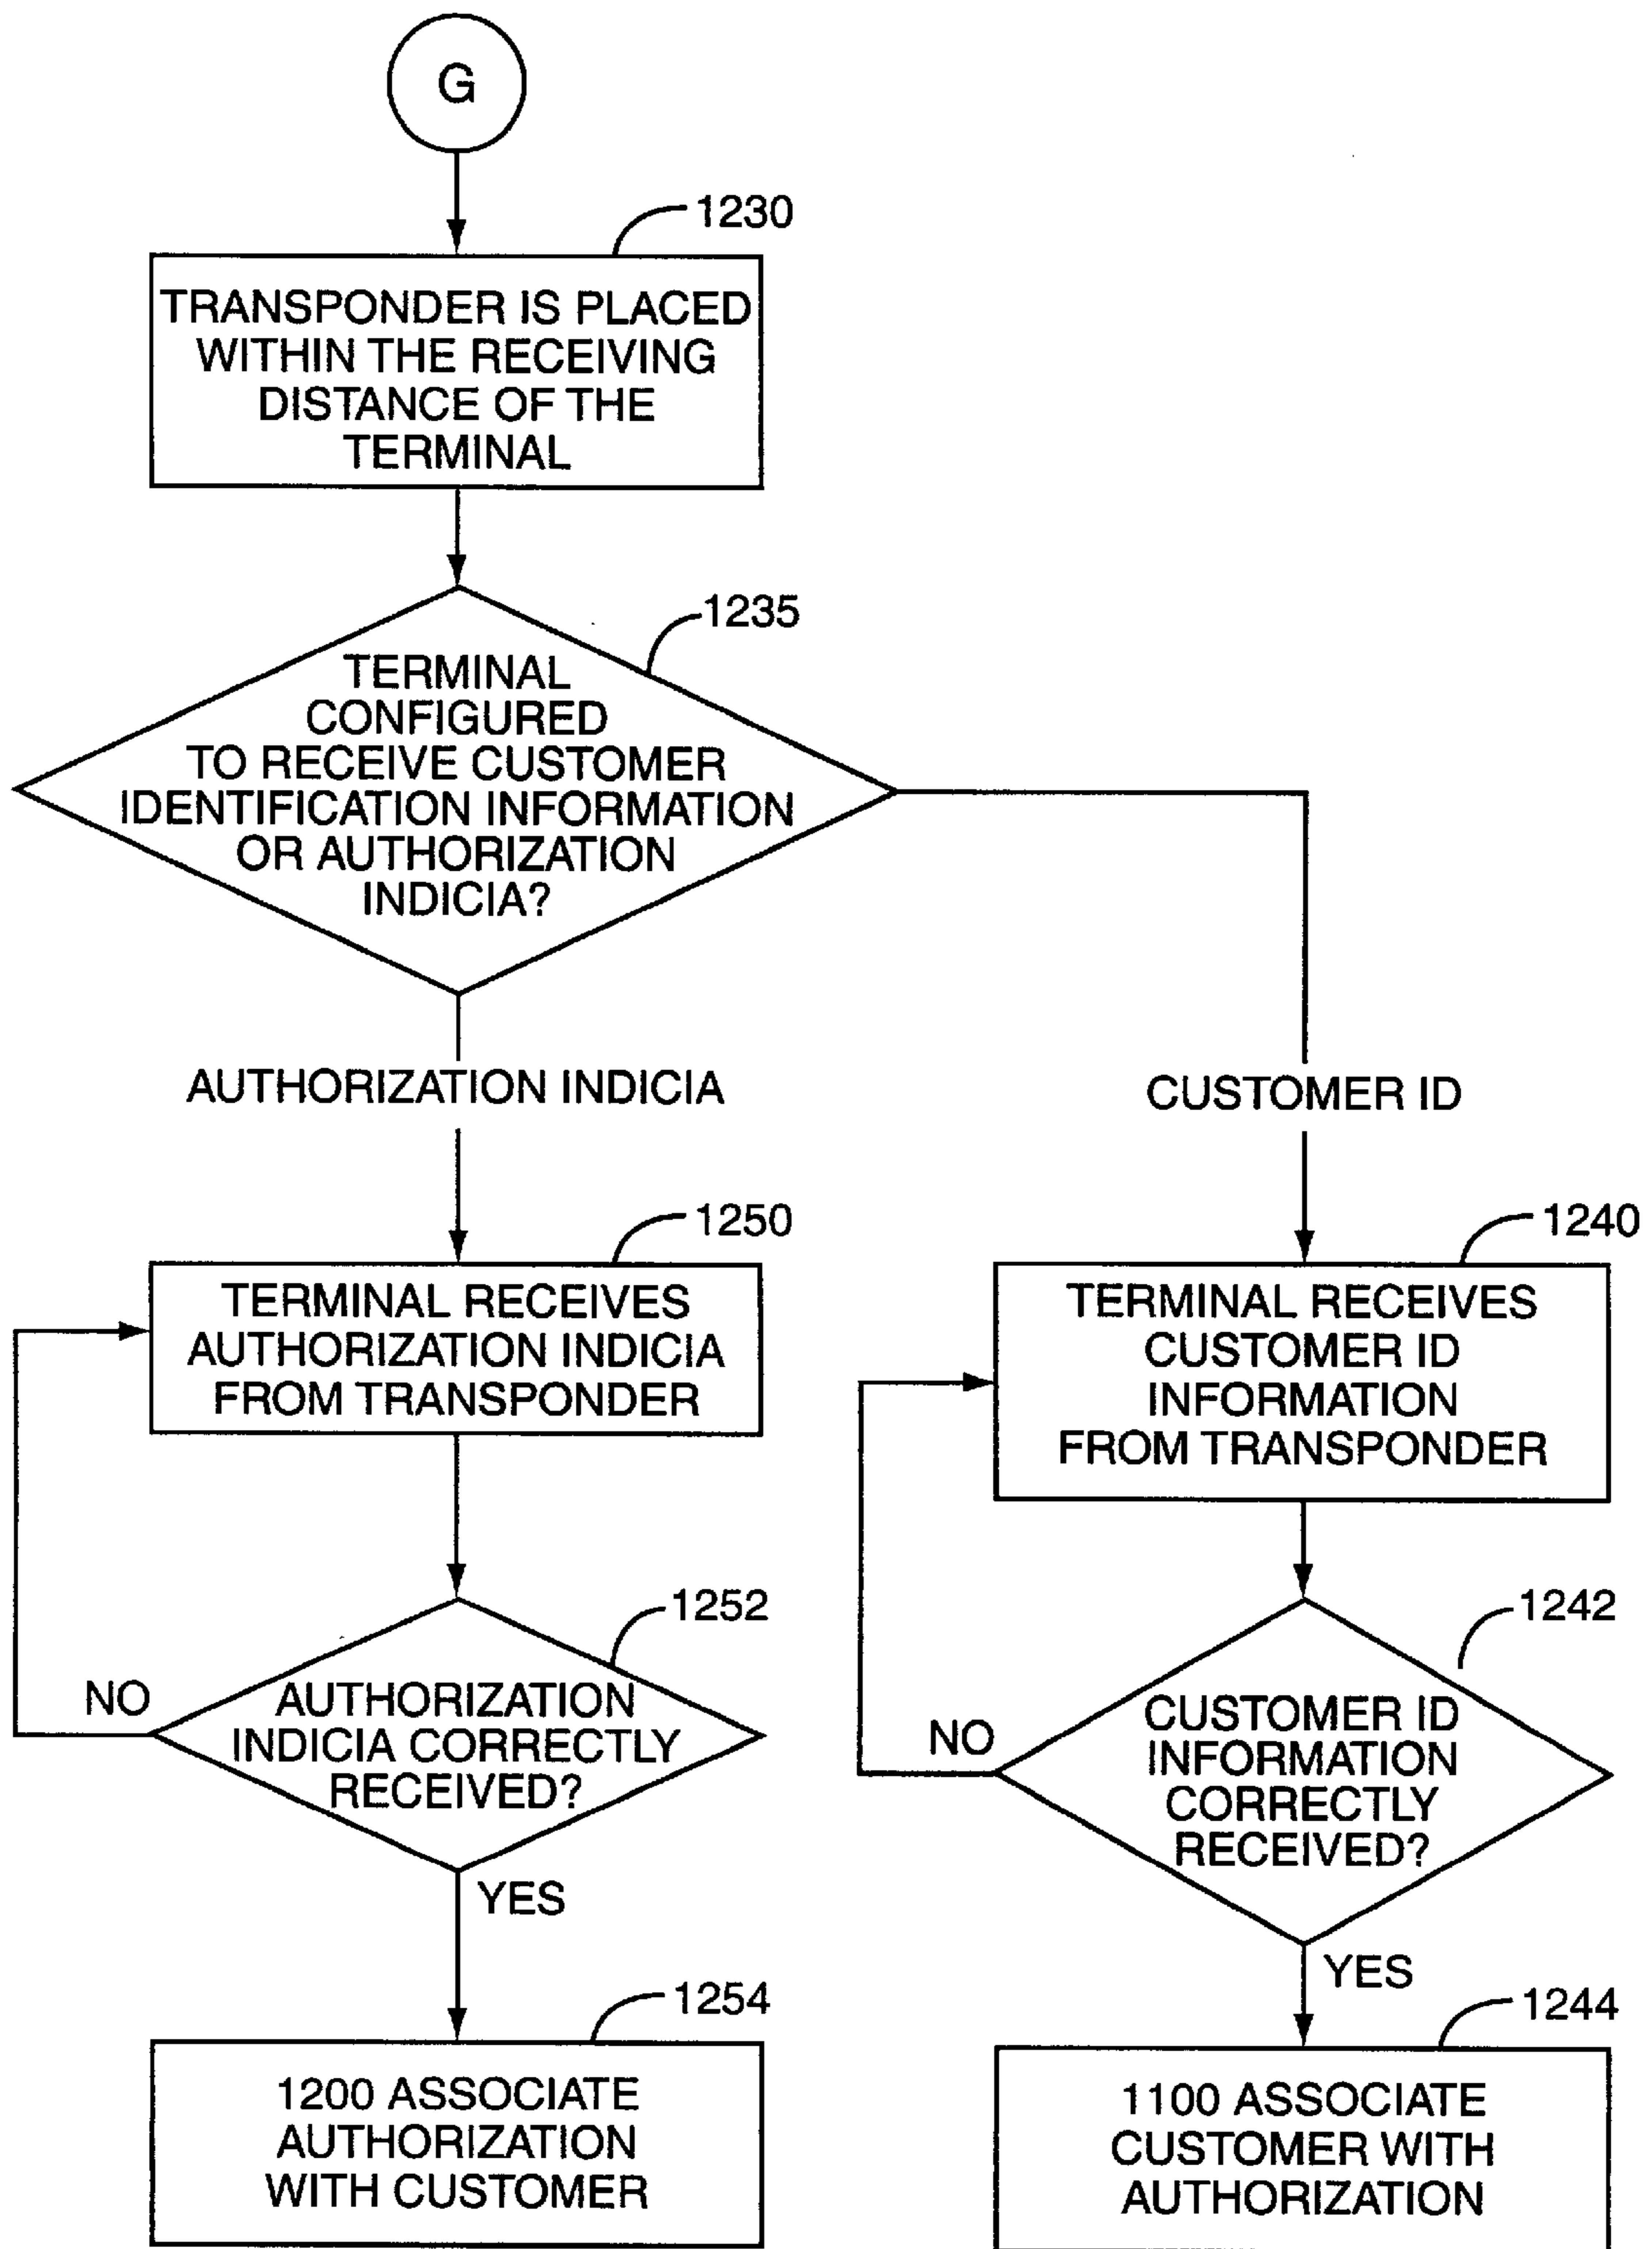 G
1230
TRANSPONDER IS PLACED
WITHIN THE RECEIVING
DISTANCE OF THE
TERMINAL
1235
TERMINAL
CONFIGURED
TO RECEIVE CUSTOMER
IDENTIFICATION INFORMATION
OR AUTHORIZATION
INDICIA?
AUTHORIZATION INDICIA
CUSTOMER ID
1250
TERMINAL RECEIVES
AUTHORIZATION INDICIA
FROM TRANSPONDER
1240
TERMINAL RECEIVES
CUSTOMER ID
INFORMATION
FROM TRANSPONDER
1252
NO
AUTHORIZATION
INDICIA CORRECTLY
RECEIVED?
YES
1242
NO
CUSTOMER ID
INFORMATION
CORRECTLY
RECEIVED?
YES
1254
1200 ASSOCIATE
AUTHORIZATION
WITH CUSTOMER
1244
1100 ASSOCIATE
CUSTOMER WITH
AUTHORIZATION